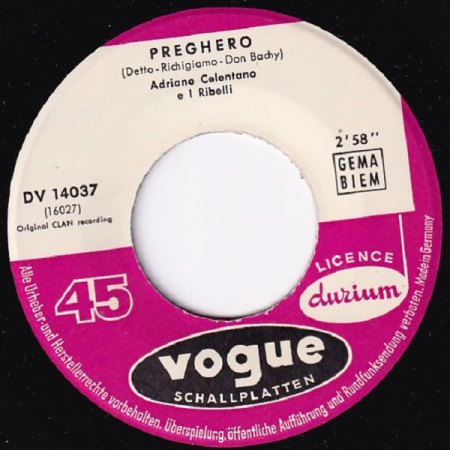 PREGHERO
(Detto - Richigiamo - Don Bachy)
Adriano Celentano
e I Ribelli
2'58"
GEMA
BIEM
DV 14037
(16027)
Original CLAN recording
45
LICENCE
durium
vogue
SCHALLPLATTEN
Alle Urheber- und Herstellerrechte vorbehalten. Überspielung, öffentliche Aufführung und Rundfunksendung verboten. Made in Germany